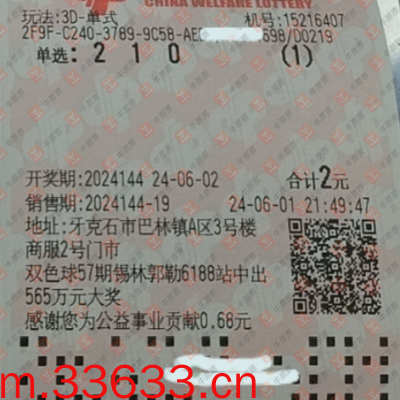 CHINA WELFARE LOTTERY
玩法:3D-单式 机号:15216407
2F9F-C240-3789-9C58-AE 698/D0219
单选: 2 1 0 (1)
开奖期:2024144 24-06-02 合计2元
销售期:2024144-19 24-06-01 21:49:47
地址:牙克石市巴林镇A区3号楼
商服2号门市
双色球57期锡林郭勒6188站中出
565万元大奖
感谢您为公益事业贡献0.68元
m.33633.cn